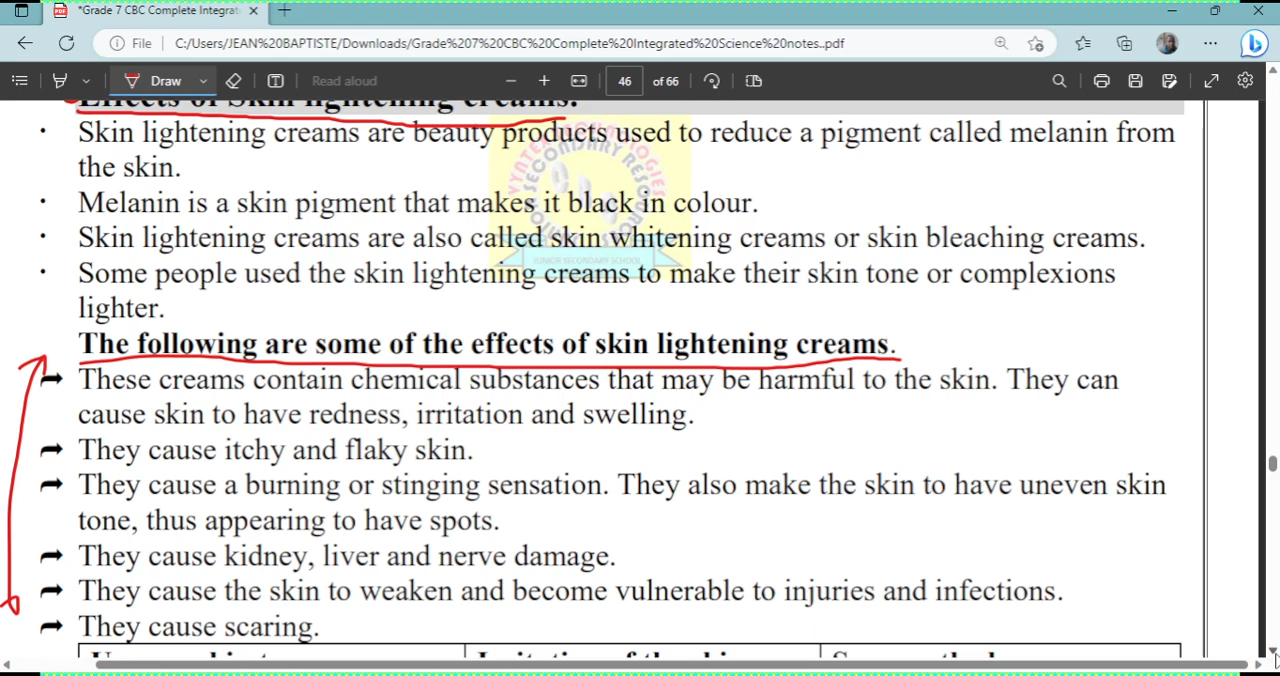 *Grade 7 CBC Complete Integrat
File
C:/Users/JEAN%20BAPTISTE/Downloads/Grade%207%20CBC%20Complete%20Integrated%20Science%20notes..pdf
Draw
Read aloud
46 of 66
Effects of Skin lightening creams.
· Skin lightening creams are beauty products used to reduce a pigment called melanin from
the skin.
· Melanin is a skin pigment that makes it black in colour.
· Skin lightening creams are also called skin whitening creams or skin bleaching creams.
· Some people used the skin lightening creams to make their skin tone or complexions
lighter.
The following are some of the effects of skin lightening creams.
These creams contain chemical substances that may be harmful to the skin. They can
cause skin to have redness, irritation and swelling.
They cause itchy and flaky skin.
They cause a burning or stinging sensation. They also make the skin to have uneven skin
tone, thus appearing to have spots.
They cause kidney, liver and nerve damage.
They cause the skin to weaken and become vulnerable to injuries and infections.
They cause scaring.
JUNIOR SECONDARY SCHOOL